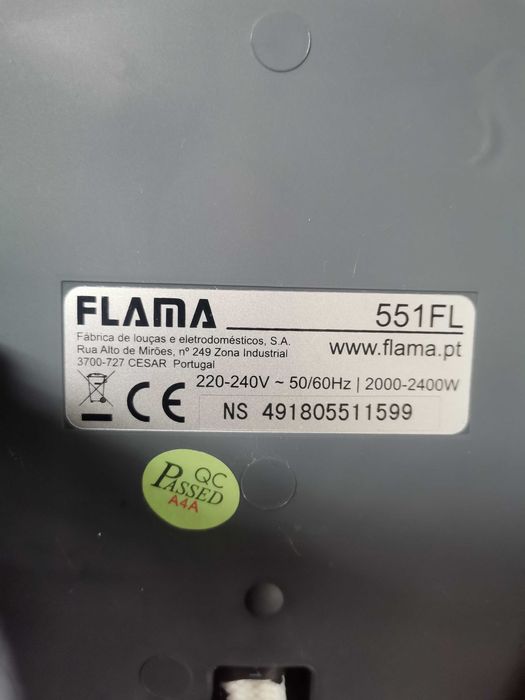 FLAMA 551FL
Fábrica de louças e eletrodomésticos, S.A.
Rua Alto de Mirões, nº 249 Zona Industrial
3700-727 CESAR Portugal
www.flama.pt
220-240V ~ 50/60Hz | 2000-2400W
CE
NS 491805511599
QC
PASSED
A4A